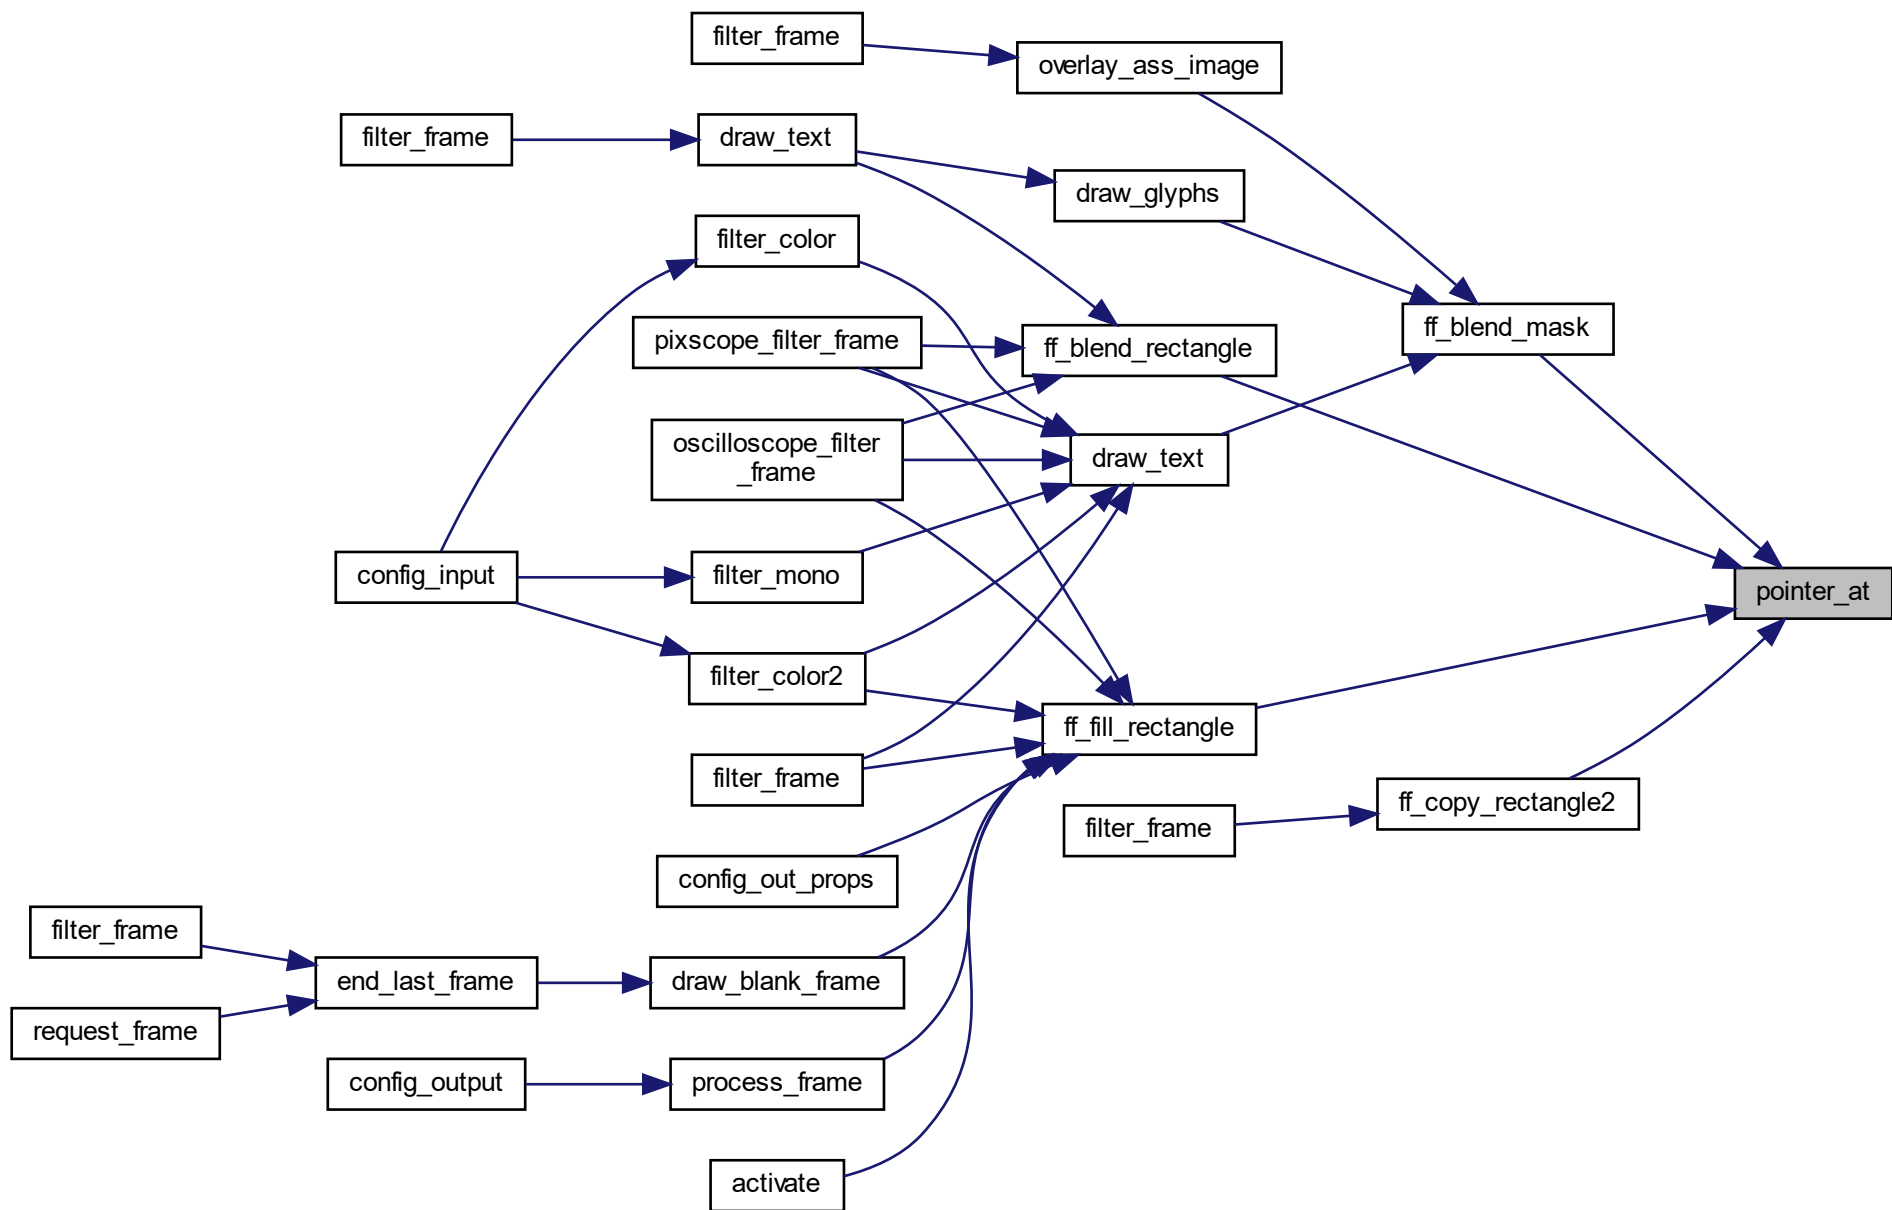 filter_frame
overlay_ass_image
filter_frame
draw_text
draw_glyphs
filter_color
ff_blend_mask
pixscope_filter_frame
ff_blend_rectangle
oscilloscope_filter
_frame
draw_text
config_input
filter_mono
pointer_at
filter_color2
ff_fill_rectangle
filter_frame
ff_copy_rectangle2
filter_frame
config_out_props
filter_frame
end_last_frame
draw_blank_frame
request_frame
config_output
process_frame
activate